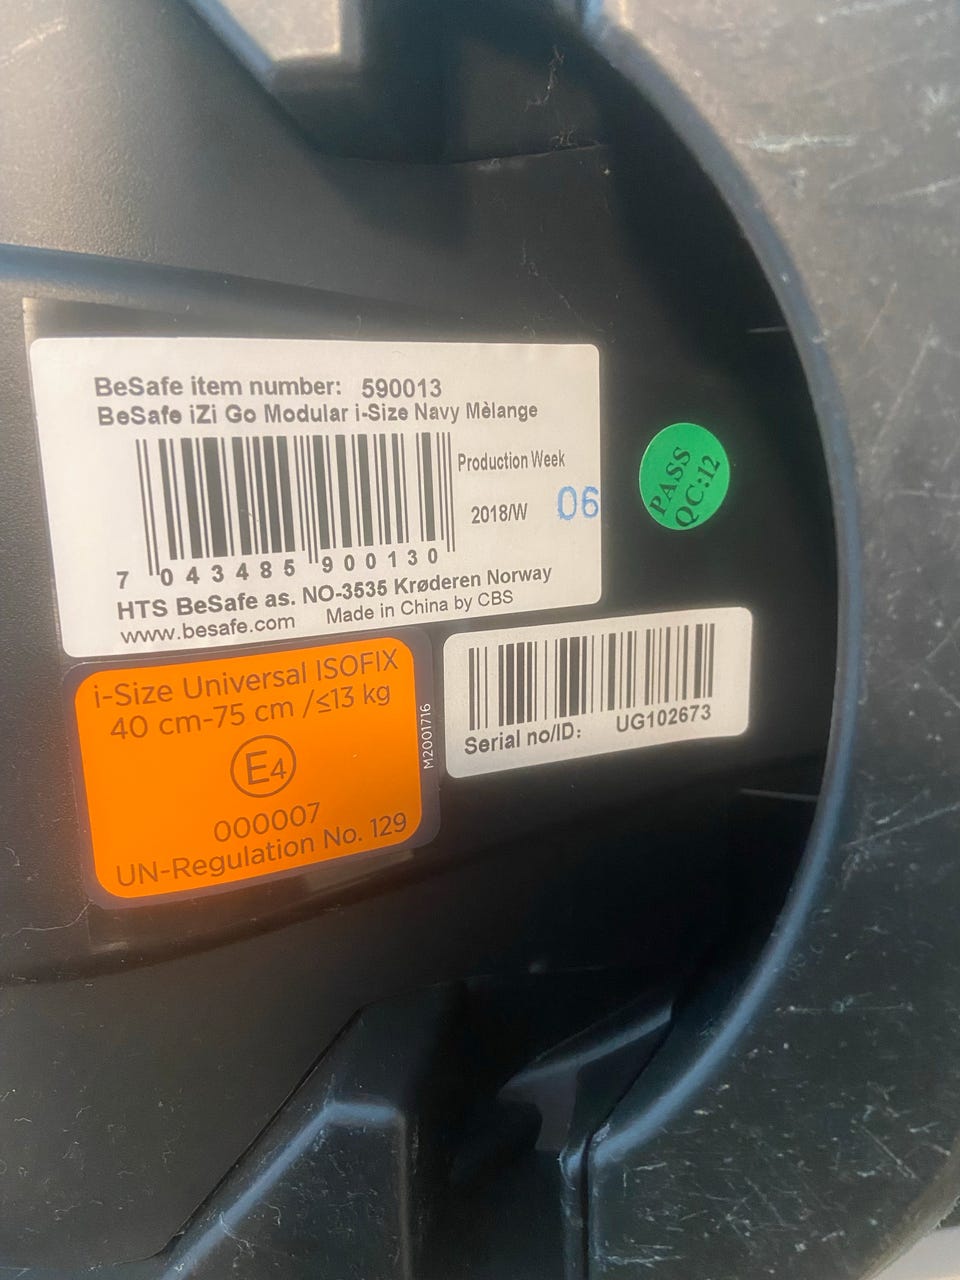 BeSafe item number: 590013
BeSafe iZi Go Modular i-Size Navy Mèlange
Production Week
2018/W 06
7 043485 900130
HTS BeSafe as. NO-3535 Krøderen Norway
www.besafe.com Made in China by CBS
PASS
QC:12
i-Size Universal ISOFIX
40 cm-75 cm /≤13 kg
E4
000007
UN-Regulation No. 129
M2001716
Serial no/ID: UG102673